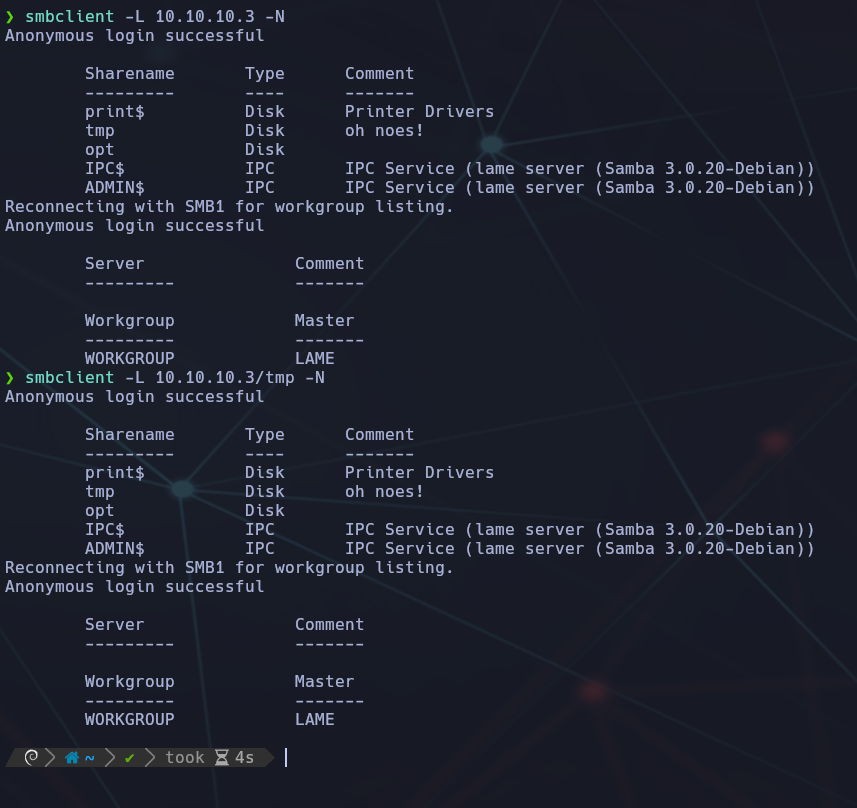 ❯ smbclient -L 10.10.10.3 -N
Anonymous login successful
Sharename Type Comment
--------- ---- -------
print$ Disk Printer Drivers
tmp Disk oh noes!
opt Disk
IPC$ IPC IPC Service (lame server (Samba 3.0.20-Debian))
ADMIN$ IPC IPC Service (lame server (Samba 3.0.20-Debian))
Reconnecting with SMB1 for workgroup listing.
Anonymous login successful
Server Comment
--------- -------
Workgroup Master
--------- -------
WORKGROUP LAME
❯ smbclient -L 10.10.10.3/tmp -N
Anonymous login successful
Sharename Type Comment
--------- ---- -------
print$ Disk Printer Drivers
tmp Disk oh noes!
opt Disk
IPC$ IPC IPC Service (lame server (Samba 3.0.20-Debian))
ADMIN$ IPC IPC Service (lame server (Samba 3.0.20-Debian))
Reconnecting with SMB1 for workgroup listing.
Anonymous login successful
Server Comment
--------- -------
Workgroup Master
--------- -------
WORKGROUP LAME
~ ✔ took 4s